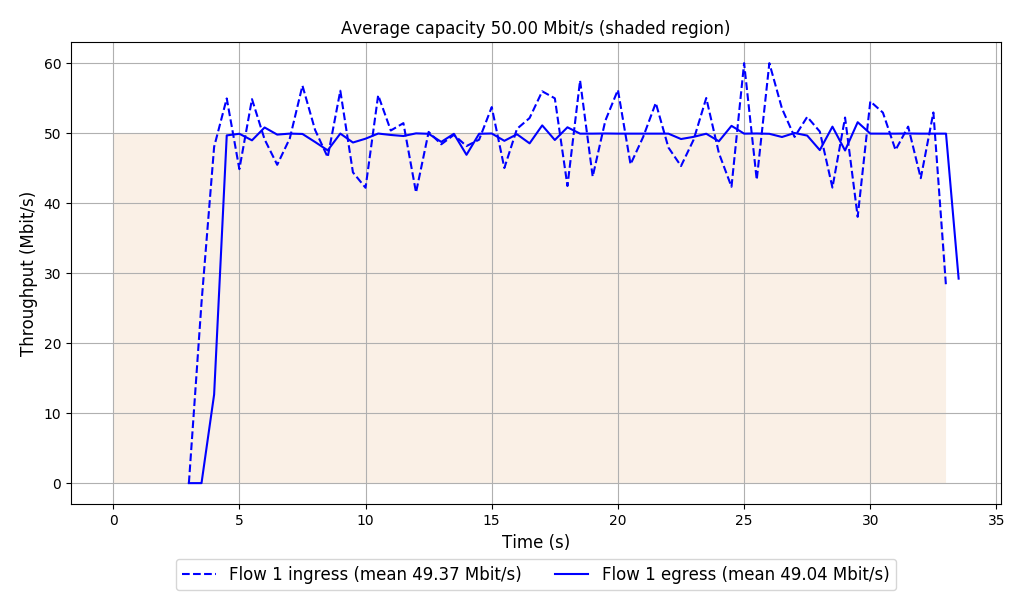 Average capacity 50.00 Mbit/s (shaded region)
Throughput (Mbit/s)
60
50
40
30
20
10
0
0 5 10 15 20 25 30 35
Time (s)
Flow 1 ingress (mean 49.37 Mbit/s) Flow 1 egress (mean 49.04 Mbit/s)